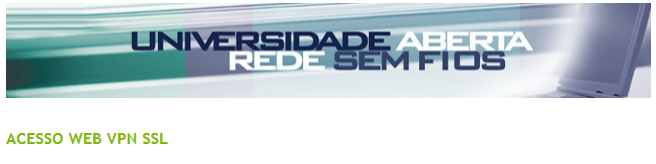 UNIVERSIDADE ABERTA
REDE SEM FIOS
ACESSO WEB VPN SSL